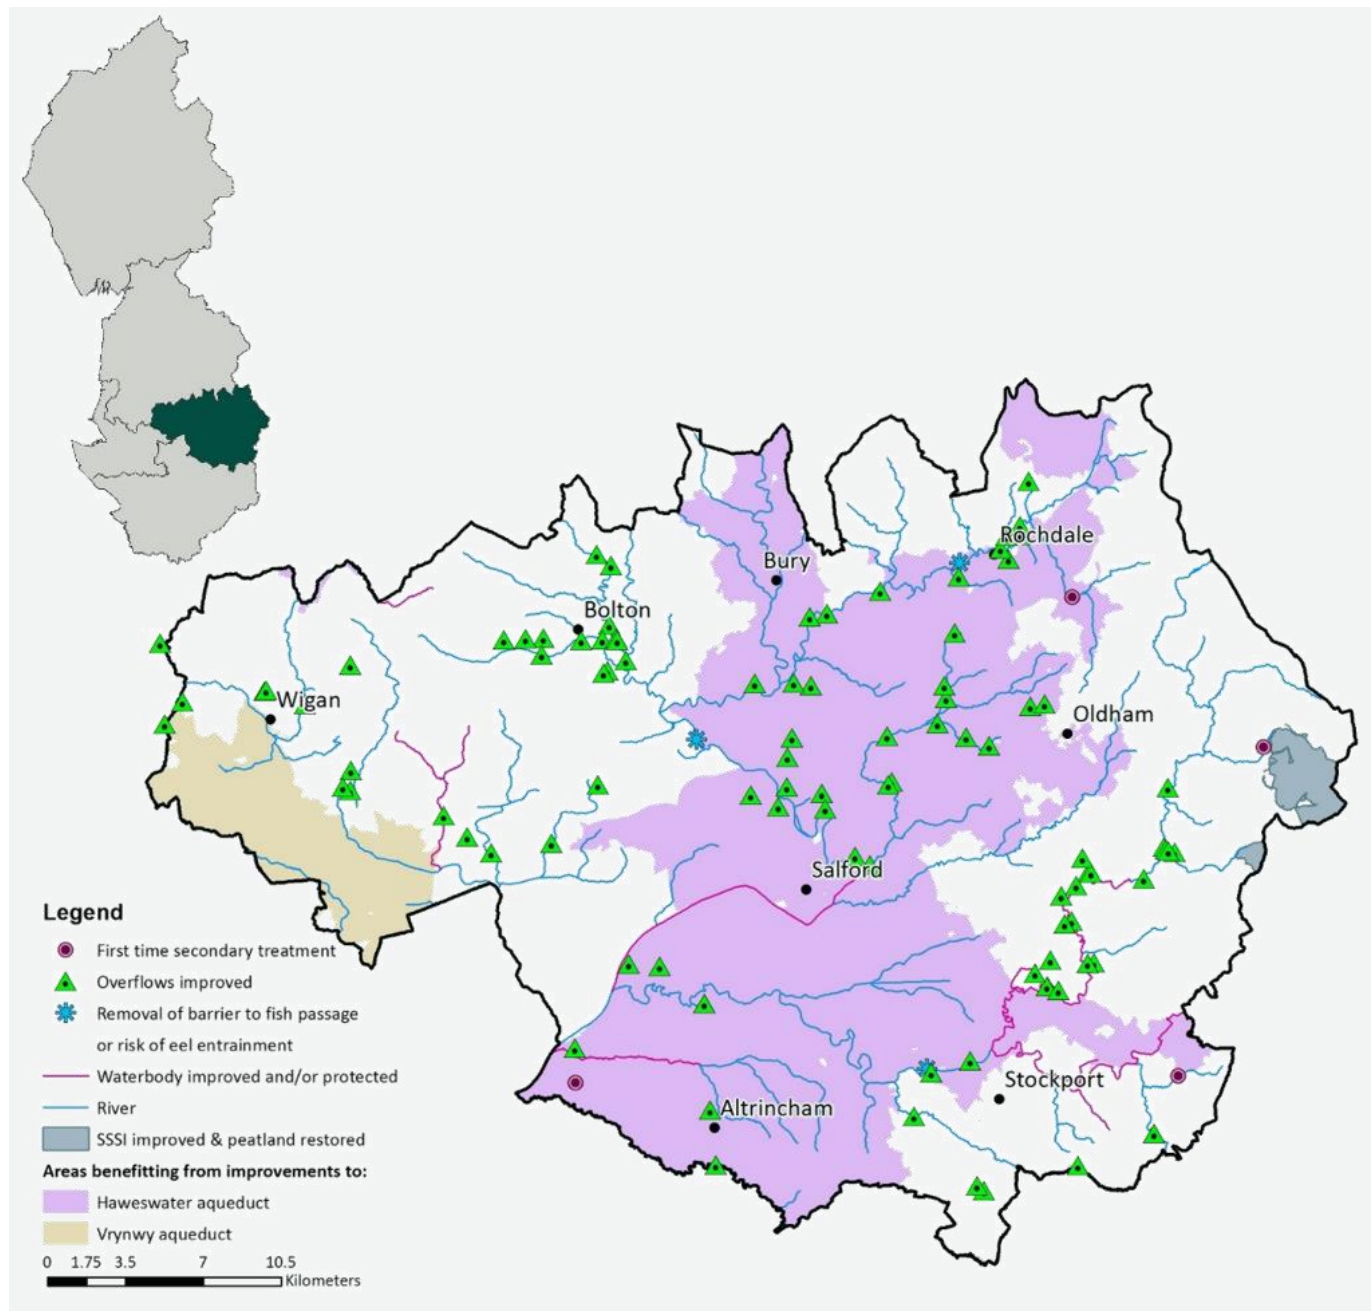 Rochdale
Bury
Bolton
Wigan
Oldham
Salford
Stockport
Altrincham
Legend
First time secondary treatment
Overflows improved
Removal of barrier to fish passage
or risk of eel entrainment
Waterbody improved and/or protected
River
SSSI improved & peatland restored
Areas benefitting from improvements to:
Haweswater aqueduct
Vrynwy aqueduct
0 1.75 3.5 7 10.5
Kilometers